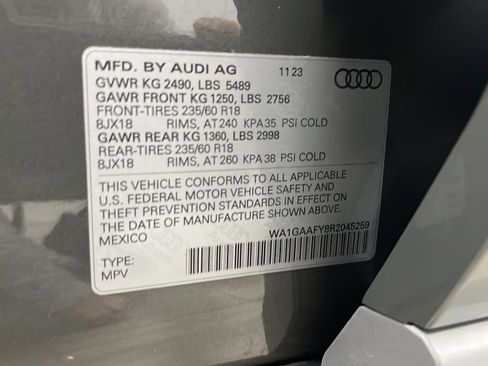 MFD. BY AUDI AG 11 23
GVWR KG 2490, LBS 5489
GAWR FRONT KG 1250, LBS 2756
FRONT-TIRES 235/60 R18
8JX18 RIMS, AT 240 KPA 35 PSI COLD
GAWR REAR KG 1360, LBS 2998
REAR-TIRES 235/60 R18
8JX18 RIMS, AT 260 KPA 38 PSI COLD
THIS VEHICLE CONFORMS TO ALL APPLICABLE
U.S. FEDERAL MOTOR VEHICLE SAFETY AND
THEFT PREVENTION STANDARDS IN EFFECT ON
THE DATE OF MANUFACTURE SHOWN ABOVE.
MEXICO WA1GAAFY8R2045259
TYPE:
MPV